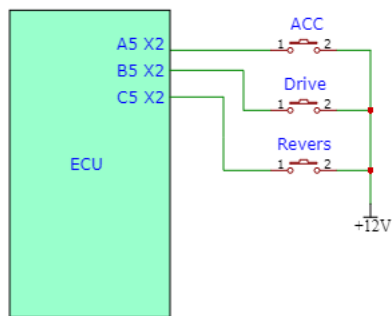 ACC
A5 X2
1 2
B5 X2
Drive
C5 X2
1 2
Revers
ECU
1 2
+12V